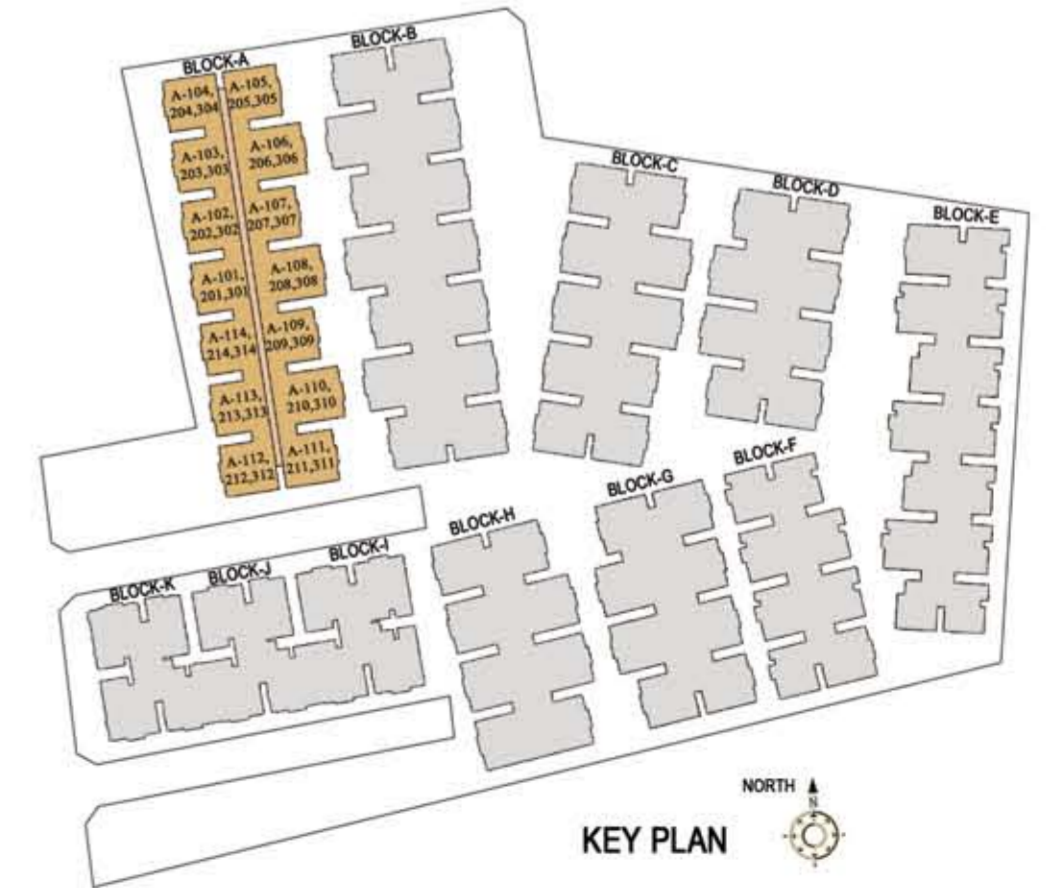 BLOCK-A
A-104,
204,304
A-105,
205,305
A-103,
203,303
A-106,
206,306
A-102,
202,302
A-107,
207,307
A-101,
201,301
A-108,
208,308
A-114,
214,314
A-109,
209,309
A-113,
213,313
A-110,
210,310
A-112,
212,312
A-111,
211,311
BLOCK-B
BLOCK-C
BLOCK-D
BLOCK-E
BLOCK-F
BLOCK-G
BLOCK-H
BLOCK-I
BLOCK-J
BLOCK-K
NORTH
N
KEY PLAN